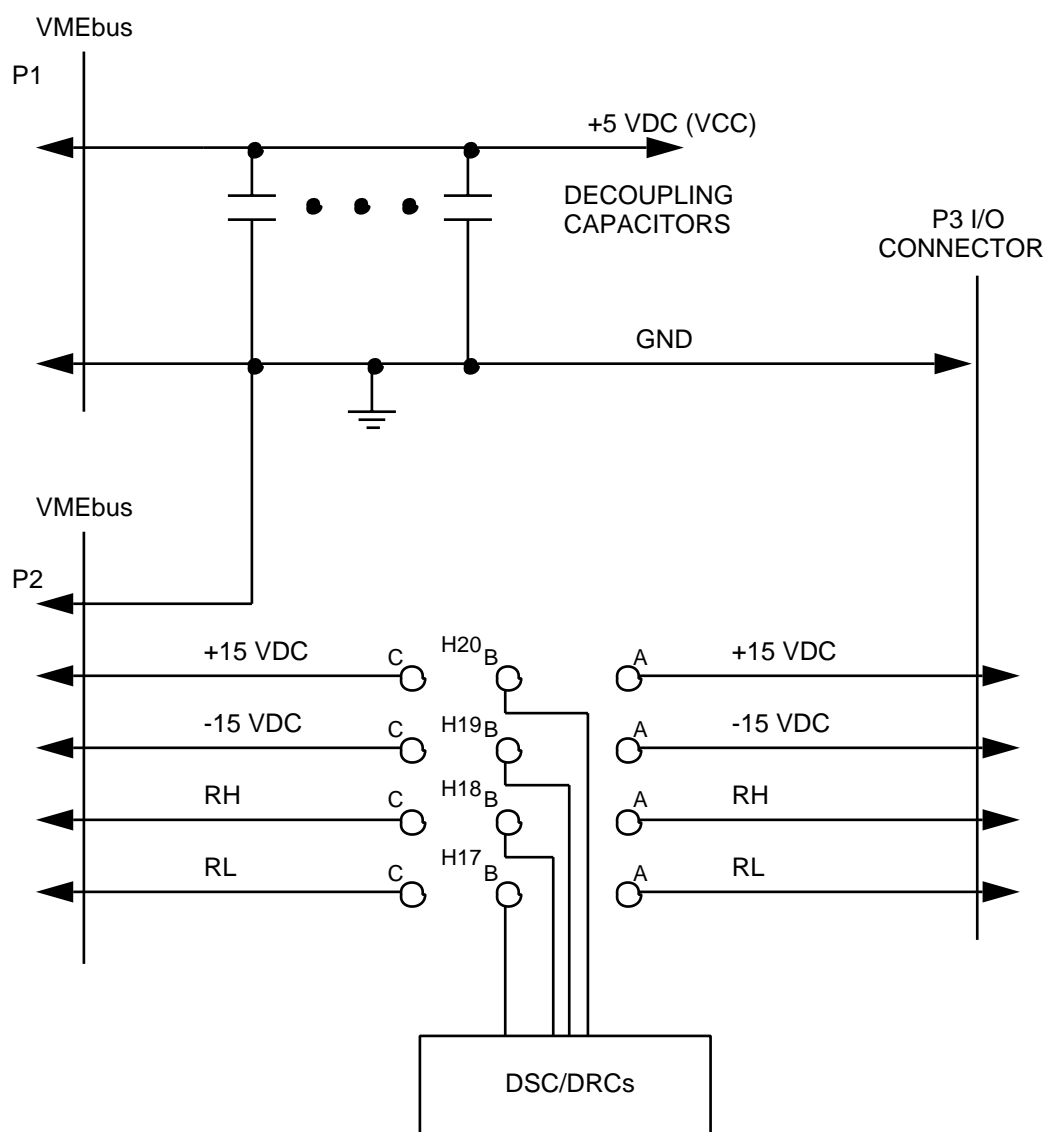 VMEbus
P1
+5 VDC (VCC)
DECOUPLING
CAPACITORS
P3 I/O
CONNECTOR
GND
VMEbus
P2
+15 VDC
C
H20
B
A
+15 VDC
-15 VDC
C
H19
B
A
-15 VDC
RH
C
H18
B
A
RH
RL
C
H17
B
A
RL
DSC/DRCs